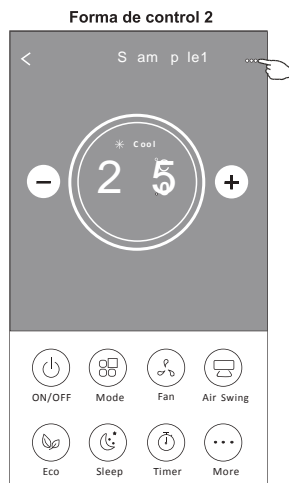 Forma de control 2
S am p le1
Cool
2 5
ON/OFF Mode Fan Air Swing
Eco Sleep Timer More